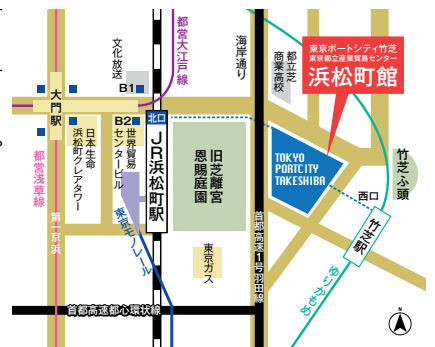 都営大江戸線
文化放送
海岸通り
都立芝
商業高校
東京ポートシティ竹芝
東京都立産業貿易センター
浜松町館
B1
大門駅
B2
北口
日本生命
浜松町クレアタワー
世界貿易
センタービル
JR浜松町駅
旧芝離宮
恩賜庭園
TOKYO
PORTCITY
TAKESHIBA
竹芝ふ頭
西口
竹芝駅
都営浅草線
第一京浜
東京モノレール
東京ガス
首都高速1号羽田線
ゆりかもめ
首都高速都心環状線
N